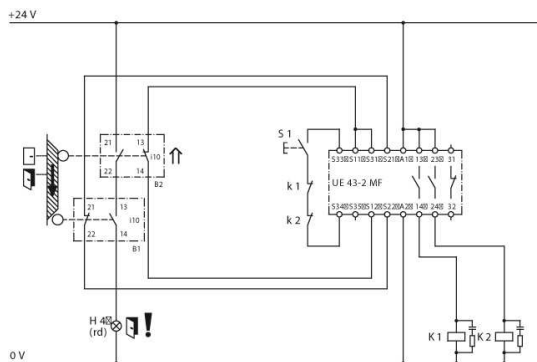 +24 V
21 13
i10
22 14
B2
21 13
i10
22 14
B1
S 1
k 1
k 2
S33⊠ S11⊠ S31⊠ S21⊠ A1⊠ 13⊠ 23⊠ 31
UE 43-2 MF
S34⊠ S35⊠ S12⊠ S22⊠ A2⊠ 14⊠ 24⊠ 32
H 4⊠
(rd)
!
K 1
K 2
0 V